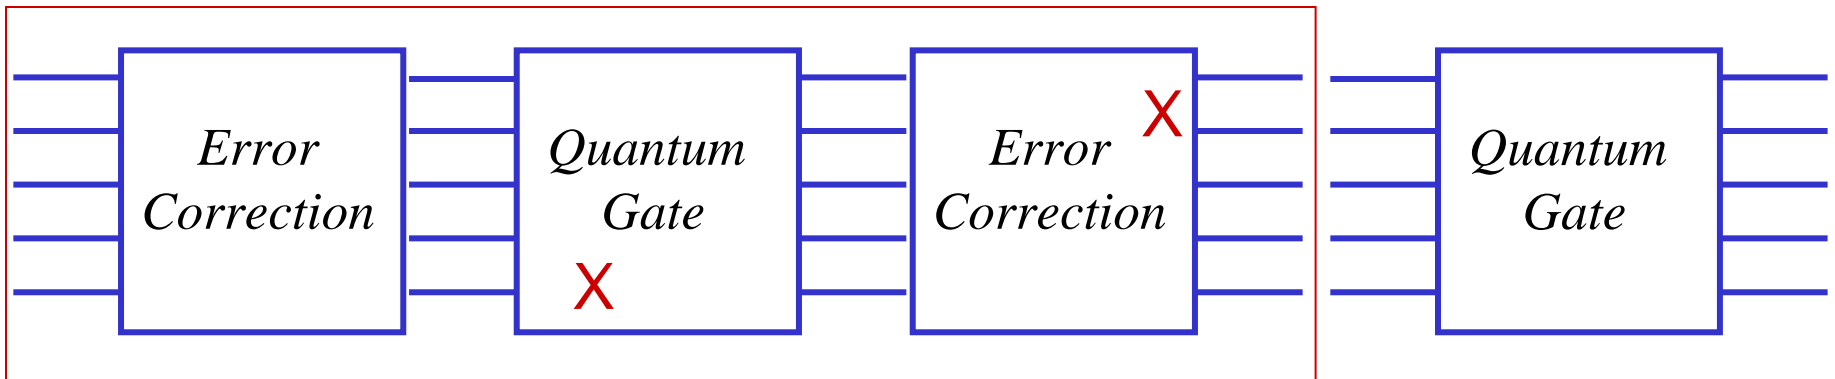 Error
Correction
Quantum
Gate
X
Error
Correction
X
Quantum
Gate